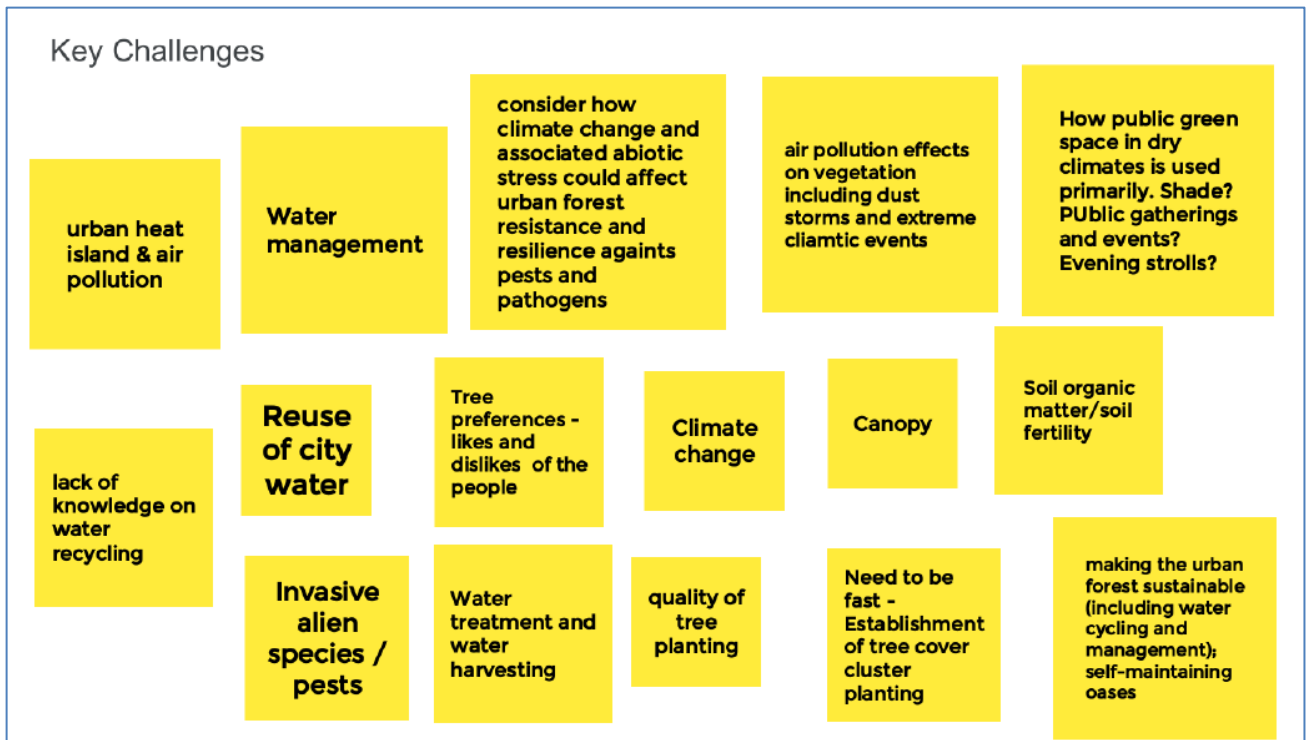 Key Challenges
urban heat
island & air
pollution
Water
management
consider how
climate change and
associated abiotic
stress could affect
urban forest
resistance and
resilience againts
pests and
pathogens
air pollution effects
on vegetation
including dust
storms and extreme
cliamtic events
How public green
space in dry
climates is used
primarily. Shade?
PUblic gatherings
and events?
Evening strolls?
lack of
knowledge on
water
recycling
Reuse
of city
water
Tree
preferences -
likes and
dislikes of the
people
Climate
change
Canopy
Soil organic
matter/soil
fertility
Invasive
alien
species /
pests
Water
treatment and
water
harvesting
quality of
tree
planting
Need to be
fast -
Establishment
of tree cover
cluster
planting
making the urban
forest sustainable
(including water
cycling and
management);
self-maintaining
oases